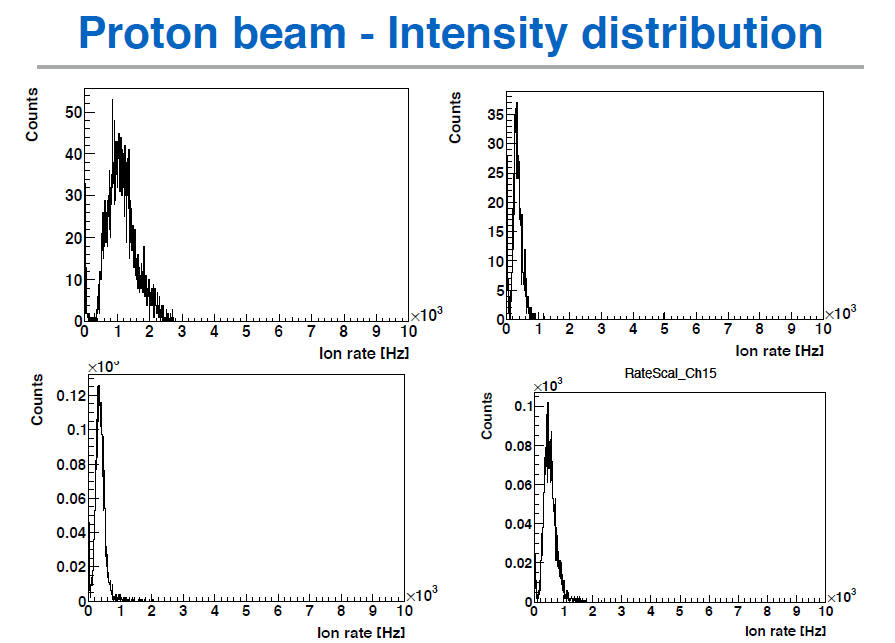 Proton beam - Intensity distribution
Counts
50
40
30
20
10
0
0 1 2 3 4 5 6 7 8 9 10
×10³
Ion rate [Hz]
Counts
35
30
25
20
15
10
5
0
0 1 2 3 4 5 6 7 8 9 10
×10³
Ion rate [Hz]
×10³
Counts
0.12
0.1
0.08
0.06
0.04
0.02
0
0 1 2 3 4 5 6 7 8 9 10
×10³
Ion rate [Hz]
RateScal_Ch15
×10³
Counts
0.1
0.08
0.06
0.04
0.02
0
0 1 2 3 4 5 6 7 8 9 10
×10³
Ion rate [Hz]